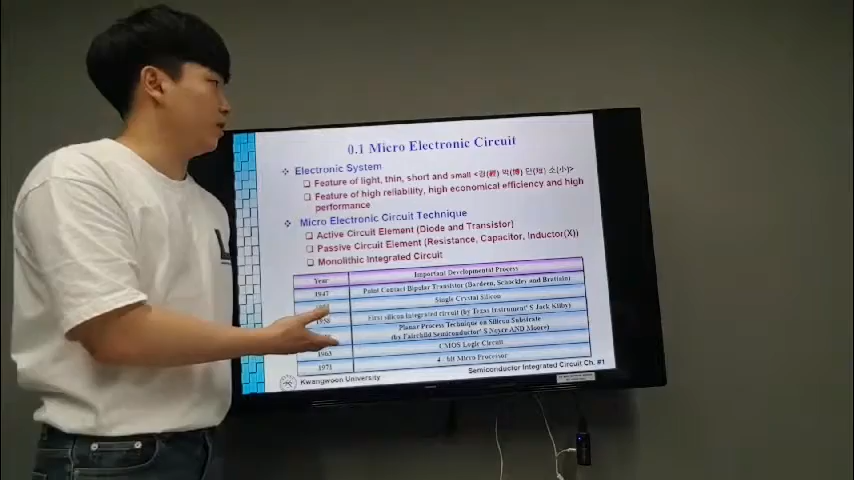 0.1 Micro Electronic Circuit
❖ Electronic System
❑ Feature of light, thin, short and small <경(輕) 박(博) 단(短) 소(小)>
❑ Feature of high reliability, high economical efficiency and high
performance
❖ Micro Electronic Circuit Technique
❑ Active Circuit Element (Diode and Transistor)
❑ Passive Circuit Element (Resistance, Capacitor, Inductor(X))
❑ Monolithic Integrated Circuit
Year Important Developmental Process
1947 Point Contact Bipolar Transistor (Bardeen, Schockley and Brattain)
Single Crystal Silicon
First silicon integrated circuit (by Texas Instrument' S Jack Kilby)
Planar Process Technique on Silicon Substrate
(by Fairchild Semiconductor' S Noyce AND Moore)
1963 CMOS Logic Circuit
1971 4-bit Micro Processor
Kwangwoon University Semiconductor Integrated Circuit Ch. #1